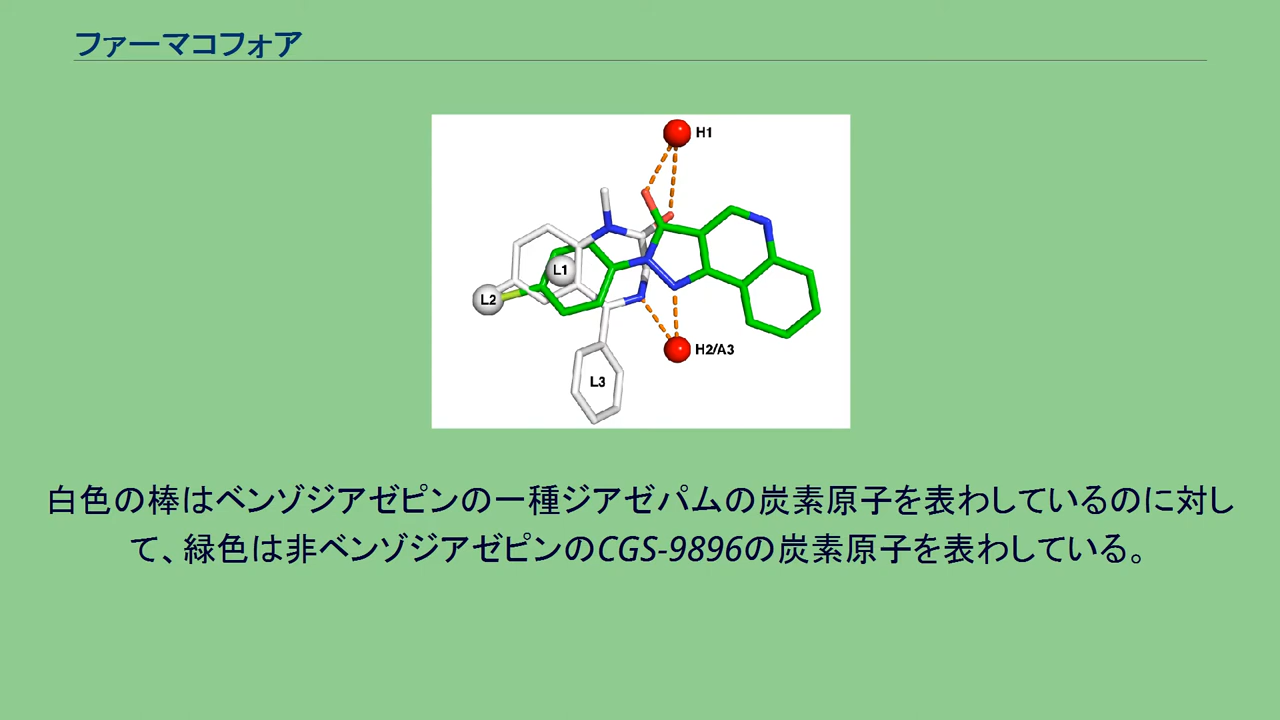 ファーマコフォア
H1
L1
L2
H2/A3
L3
白色の棒はベンゾジアゼピンの一種ジアゼパムの炭素原子を表わしているのに対し
て、緑色は非ベンゾジアゼピンのCGS-9896の炭素原子を表わしている。